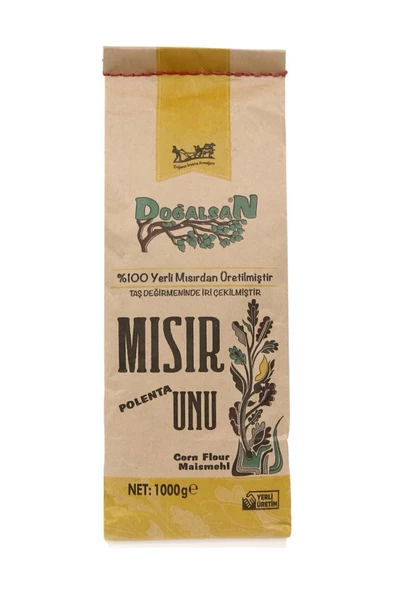 DOĞALSAN®
%100 Yerli Mısırdan Üretilmiştir
TAŞ DEĞİRMENİNDE İRİ ÇEKİLMİŞTİR
MISIR
POLENTA
UNU
Corn Flour
Maismehl
NET: 1000g℮
YERLİ
ÜRETİM